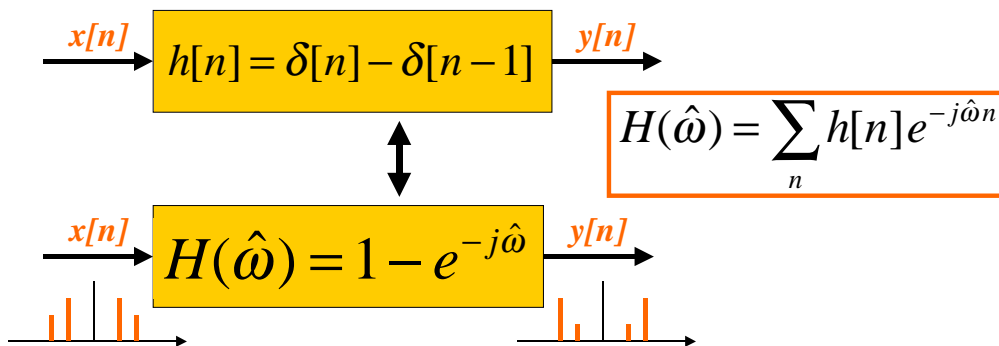 x[n]
h[n] = δ[n] − δ[n−1]
y[n]
H(ω̂) = ∑ₙ h[n]e^{−jω̂n}
x[n]
H(ω̂) = 1 − e^{−jω̂}
y[n]